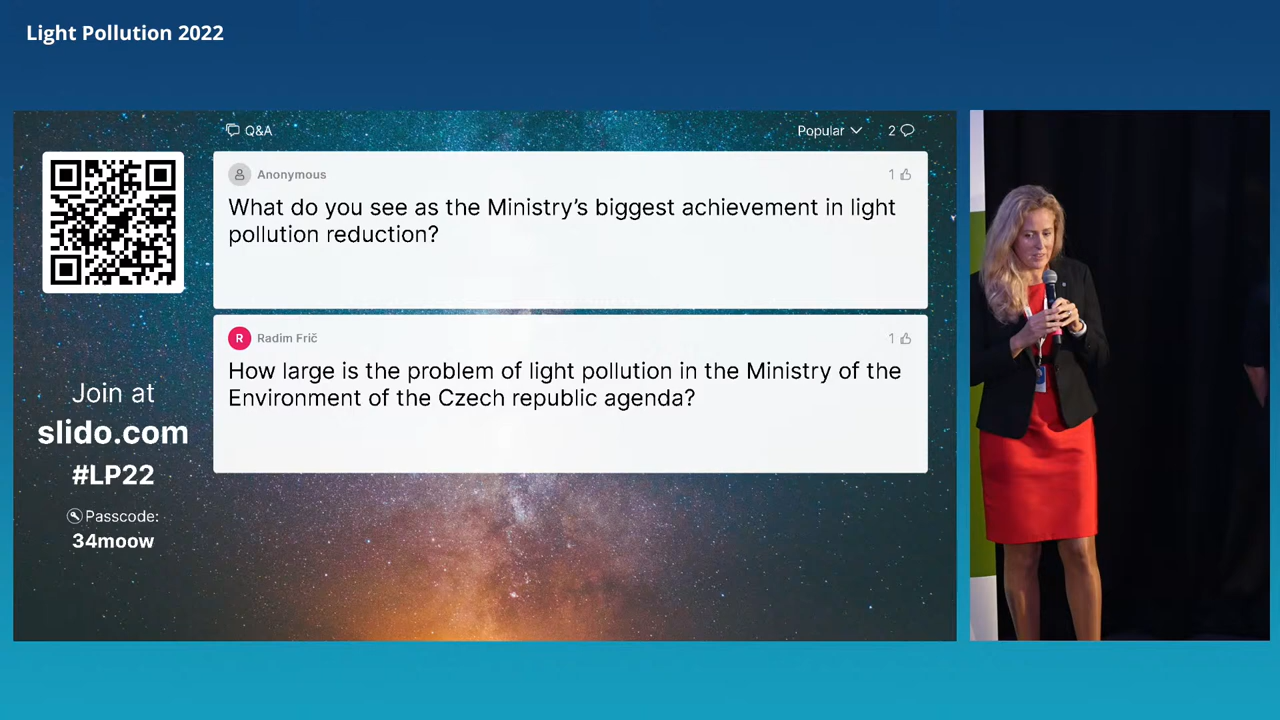 Light Pollution 2022
Q&A
Popular
2
Anonymous
1
What do you see as the Ministry’s biggest achievement in light
pollution reduction?
R
Radim Frič
1
How large is the problem of light pollution in the Ministry of the
Environment of the Czech republic agenda?
Join at
slido.com
#LP22
Passcode:
34moow